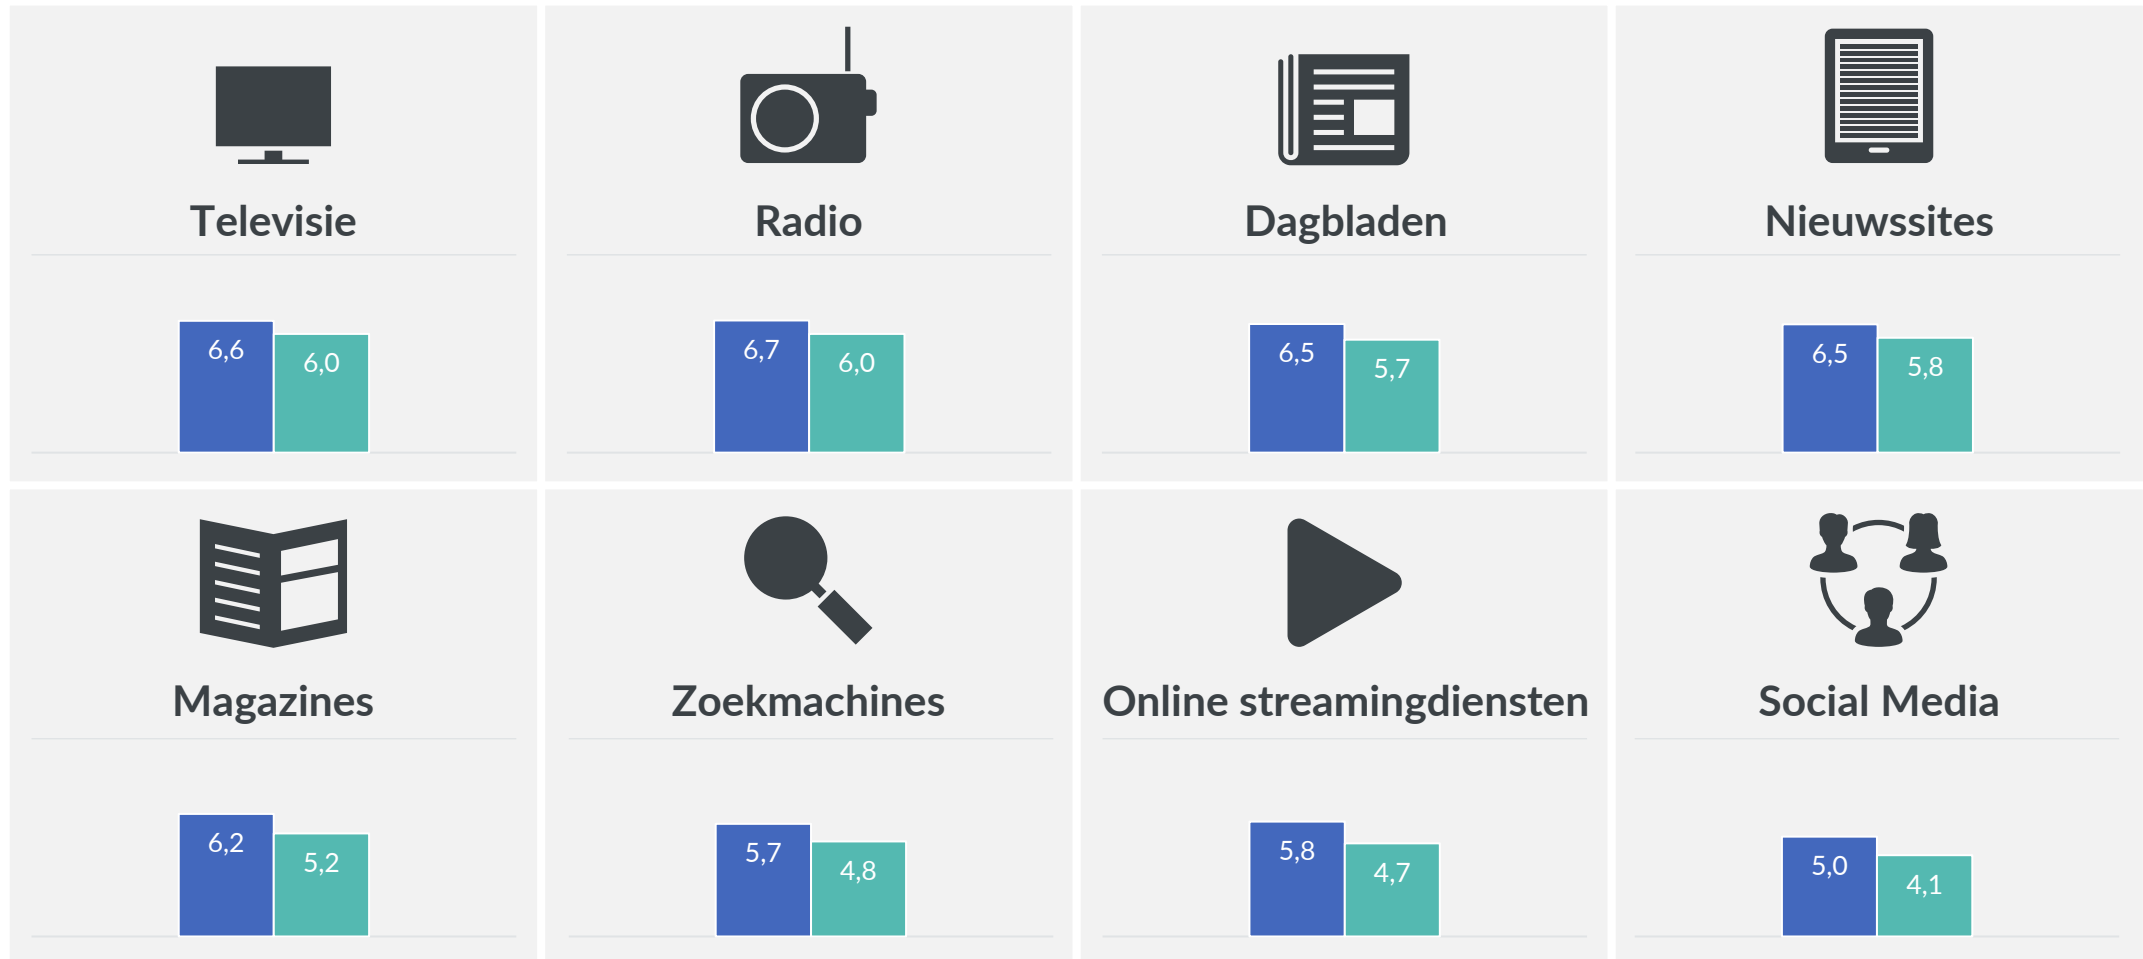 Televisie
6,6
6,0
Radio
6,7
6,0
Dagbladen
6,5
5,7
Nieuwssites
6,5
5,8
Magazines
6,2
5,2
Zoekmachines
5,7
4,8
Online streamingdiensten
5,8
4,7
Social Media
5,0
4,1